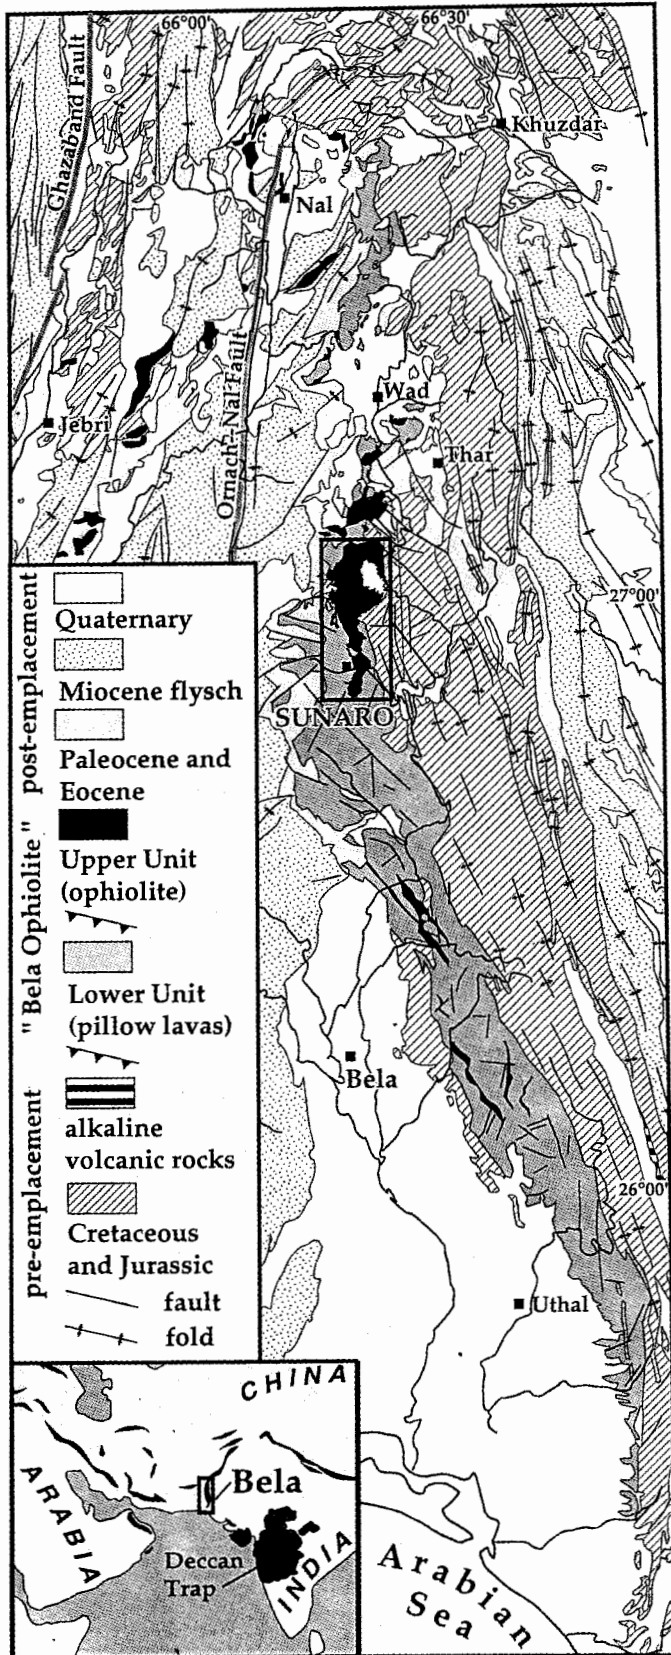 66°00'
66°30'
Ghazaband Fault
Khuzdar
Nal
Ornach-Nal Fault
Wad
Jebri
Thar
27°00'
SUNARO
post-emplacement
Quaternary
Miocene flysch
Paleocene and
Eocene
"Bela Ophiolite"
Upper Unit
(ophiolite)
Lower Unit
(pillow lavas)
pre-emplacement
alkaline
volcanic rocks
Cretaceous
and Jurassic
fault
fold
Bela
26°00'
Uthal
CHINA
ARABIA
Bela
Deccan
Trap
INDIA
Arabian
Sea